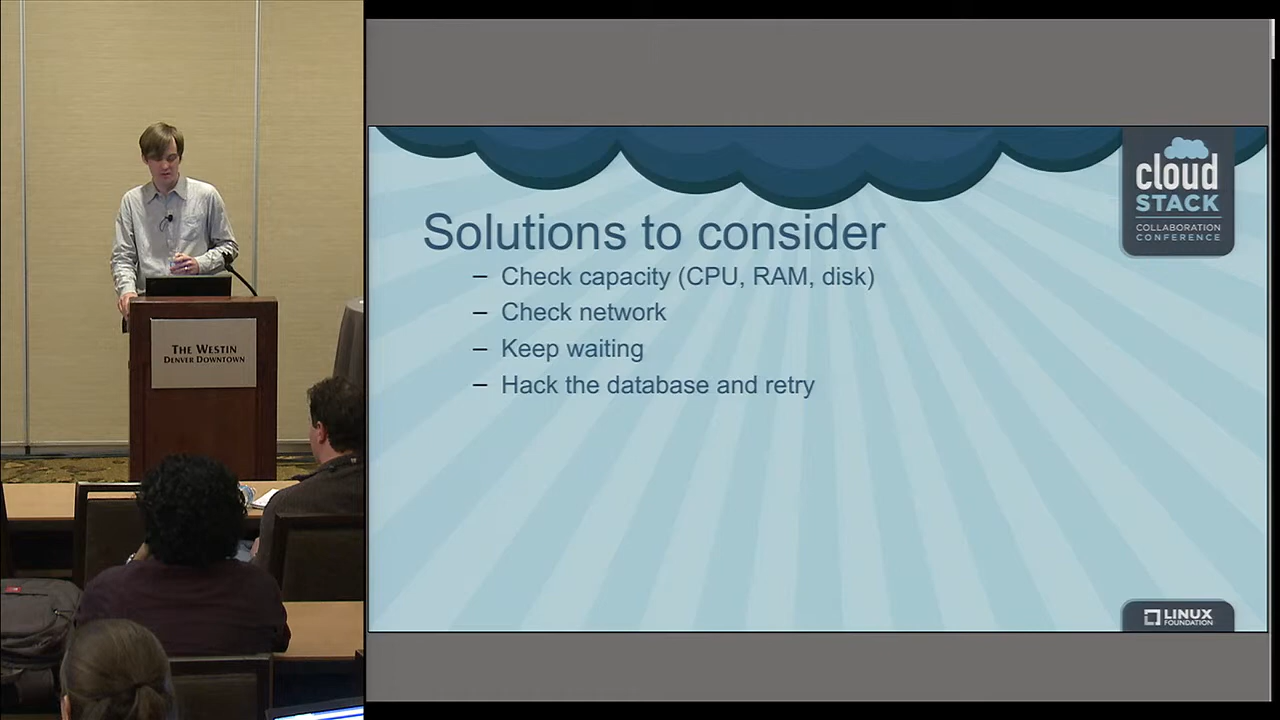 THE WESTIN
DENVER DOWNTOWN
cloud
STACK
COLLABORATION
CONFERENCE
Solutions to consider
– Check capacity (CPU, RAM, disk)
– Check network
– Keep waiting
– Hack the database and retry
LINUX
FOUNDATION